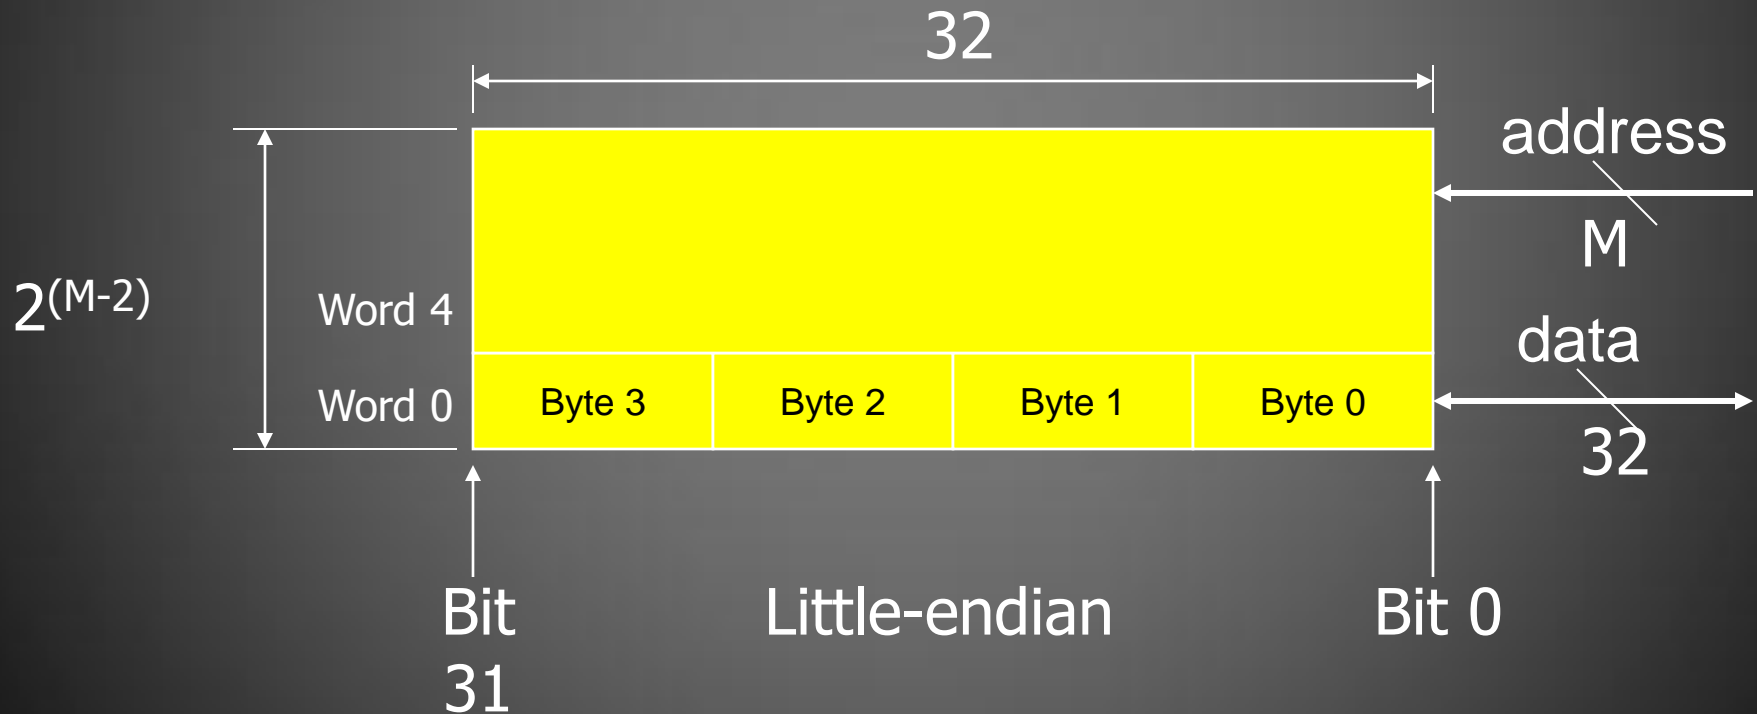 32
address
M
2(M-2)
Word 4
data
Word 0
Byte 3
Byte 2
Byte 1
Byte 0
32
Bit
31
Little-endian
Bit 0